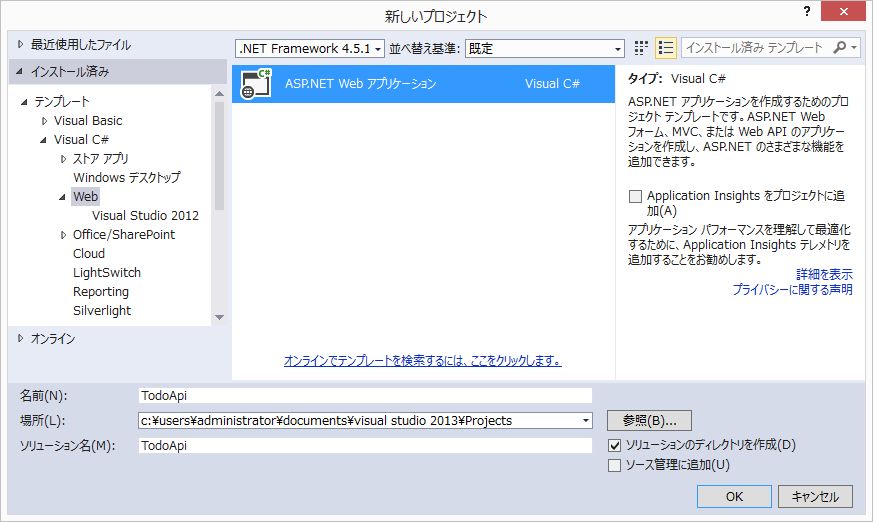 新しいプロジェクト
?
最近使用したファイル
インストール済み
テンプレート
Visual Basic
Visual C#
ストア アプリ
Windows デスクトップ
Web
Visual Studio 2012
Office/SharePoint
Cloud
LightSwitch
Reporting
Silverlight
オンライン
.NET Framework 4.5.1
並べ替え基準:
既定
インストール済み テンプレート
C#
ASP.NET Web アプリケーション
Visual C#
オンラインでテンプレートを検索するには、ここをクリックします。
タイプ: Visual C#
ASP.NET アプリケーションを作成するためのプロ
ジェクト テンプレートです。ASP.NET Web
フォーム、MVC、または Web API のアプリケー
ションを作成し、ASP.NET のさまざまな機能を
追加できます。
Application Insights をプロジェクトに追
加(A)
アプリケーション パフォーマンスを理解して最適化
するために、Application Insights テレメトリを
追加することをお勧めします。
詳細を表示
プライバシーに関する声明
名前(N):
TodoApi
場所(L):
c:¥users¥administrator¥documents¥visual studio 2013¥Projects
参照(B)...
ソリューション名(M):
TodoApi
ソリューションのディレクトリを作成(D)
ソース管理に追加(U)
OK
キャンセル